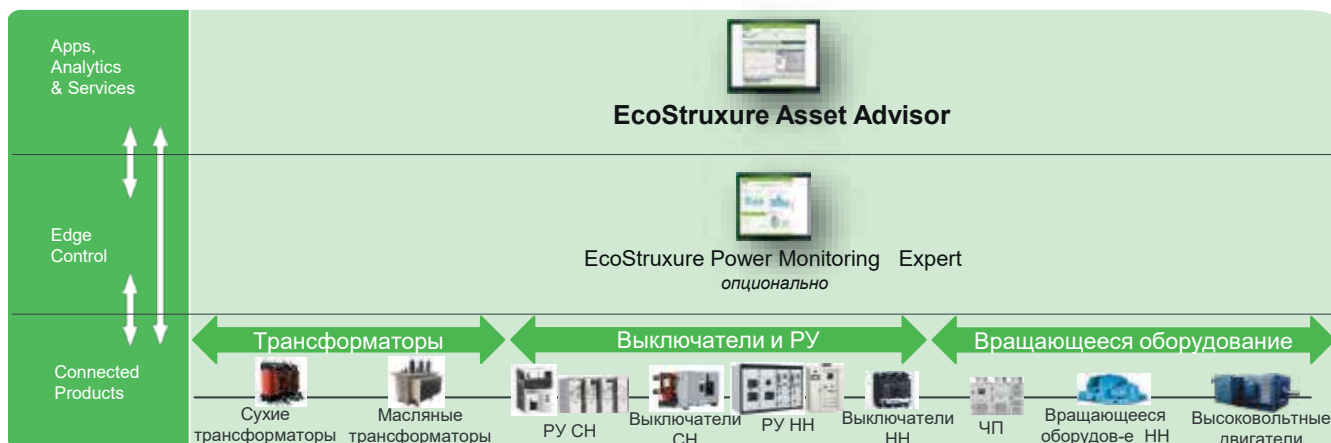 Apps,
Analytics
& Services
EcoStruxure Asset Advisor
Edge
Control
EcoStruxure Power Monitoring Expert
опционально
Connected
Products
Трансформаторы
Выключатели и РУ
Вращающееся оборудование
Сухие
трансформаторы
Масляные
трансформаторы
РУ СН
Выключатели
СН
РУ НН
Выключатели
НН
ЧП
Вращающееся
оборудов-е НН
Высоковольтные
двигатели